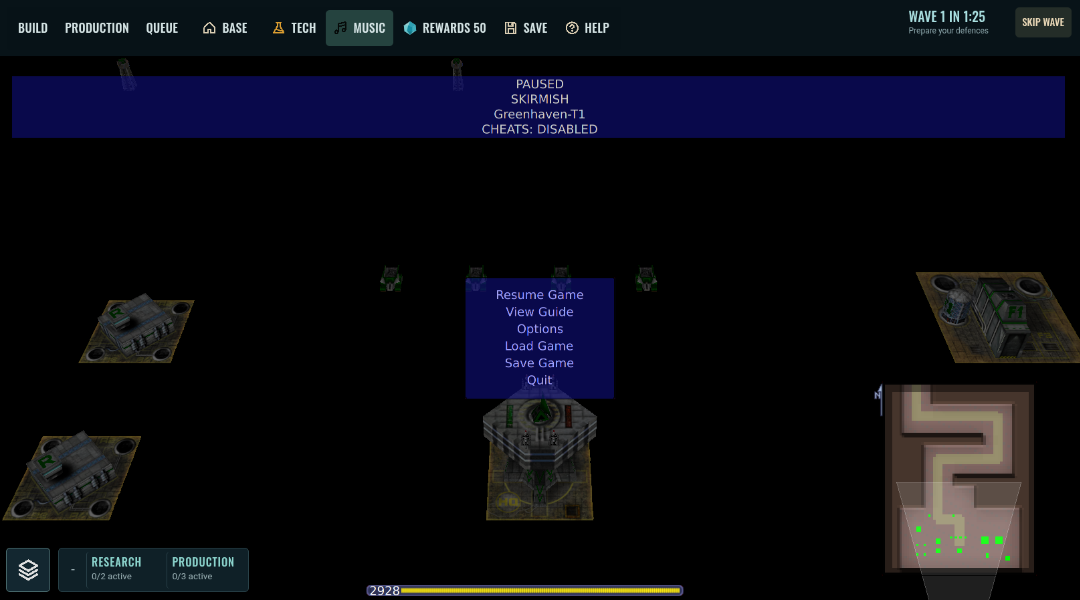 BUILD PRODUCTION QUEUE BASE TECH MUSIC REWARDS 50 SAVE HELP
WAVE 1 IN 1:25
Prepare your defences
SKIP WAVE
PAUSED
SKIRMISH
Greenhaven-T1
CHEATS: DISABLED
Resume Game
View Guide
Options
Load Game
Save Game
Quit
R
F1
R
HQ
N
- RESEARCH PRODUCTION
0/2 active 0/3 active
2928